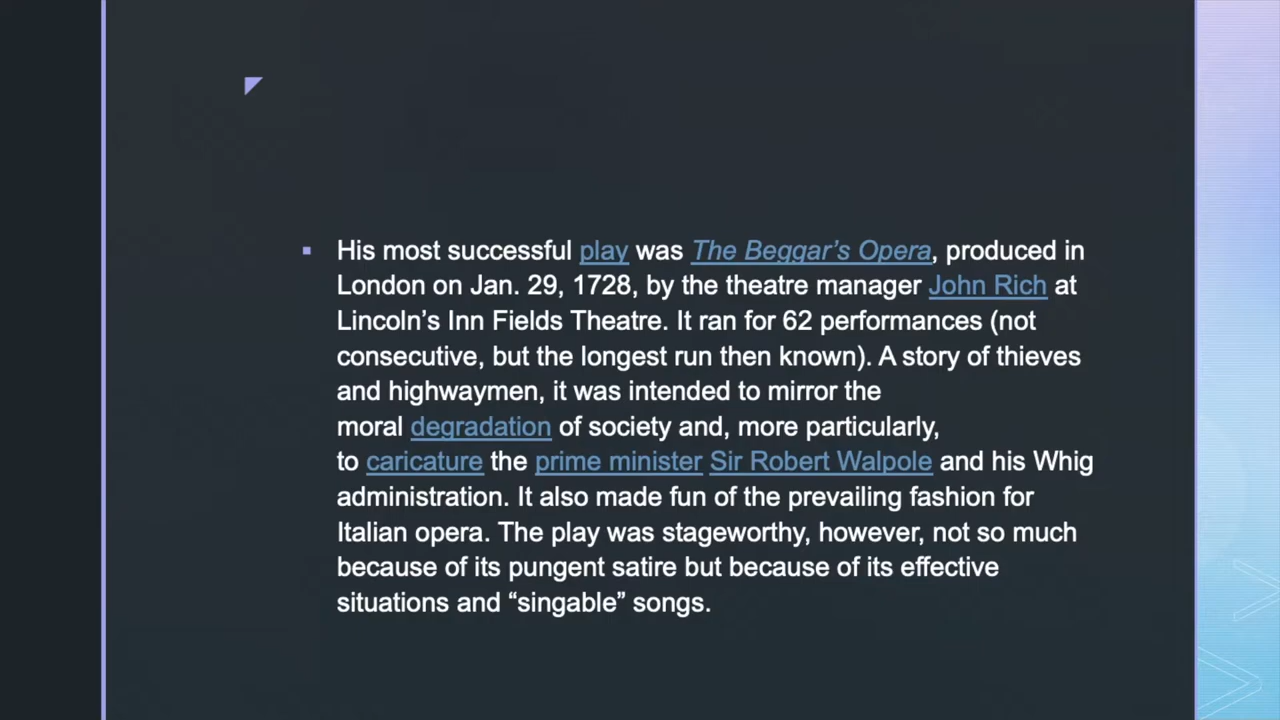 His most successful play was The Beggar’s Opera, produced in
London on Jan. 29, 1728, by the theatre manager John Rich at
Lincoln’s Inn Fields Theatre. It ran for 62 performances (not
consecutive, but the longest run then known). A story of thieves
and highwaymen, it was intended to mirror the
moral degradation of society and, more particularly,
to caricature the prime minister Sir Robert Walpole and his Whig
administration. It also made fun of the prevailing fashion for
Italian opera. The play was stageworthy, however, not so much
because of its pungent satire but because of its effective
situations and “singable” songs.